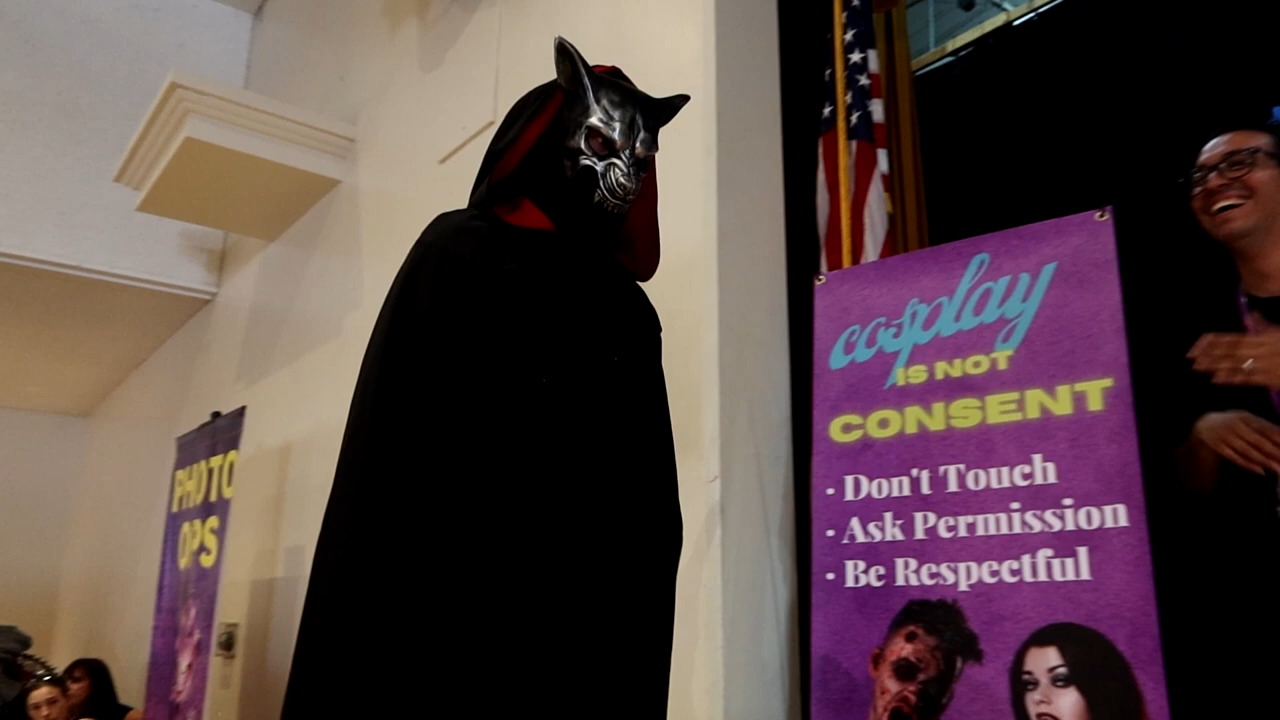 PHOTO
OPS
cosplay
IS NOT
CONSENT
· Don't Touch
· Ask Permission
· Be Respectful